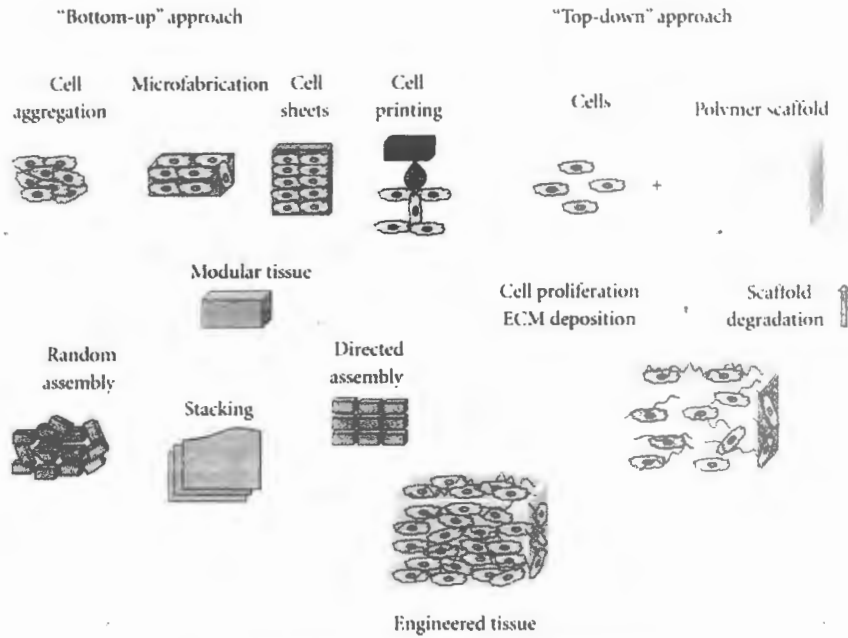 "Bottom-up" approach
"Top-down" approach
Cell
aggregation
Microfabrication
Cell
sheets
Cell
printing
Cells
Polymer scaffold
+
Modular tissue
Cell proliferation
ECM deposition
Scaffold
degradation
Random
assembly
Stacking
Directed
assembly
Engineered tissue